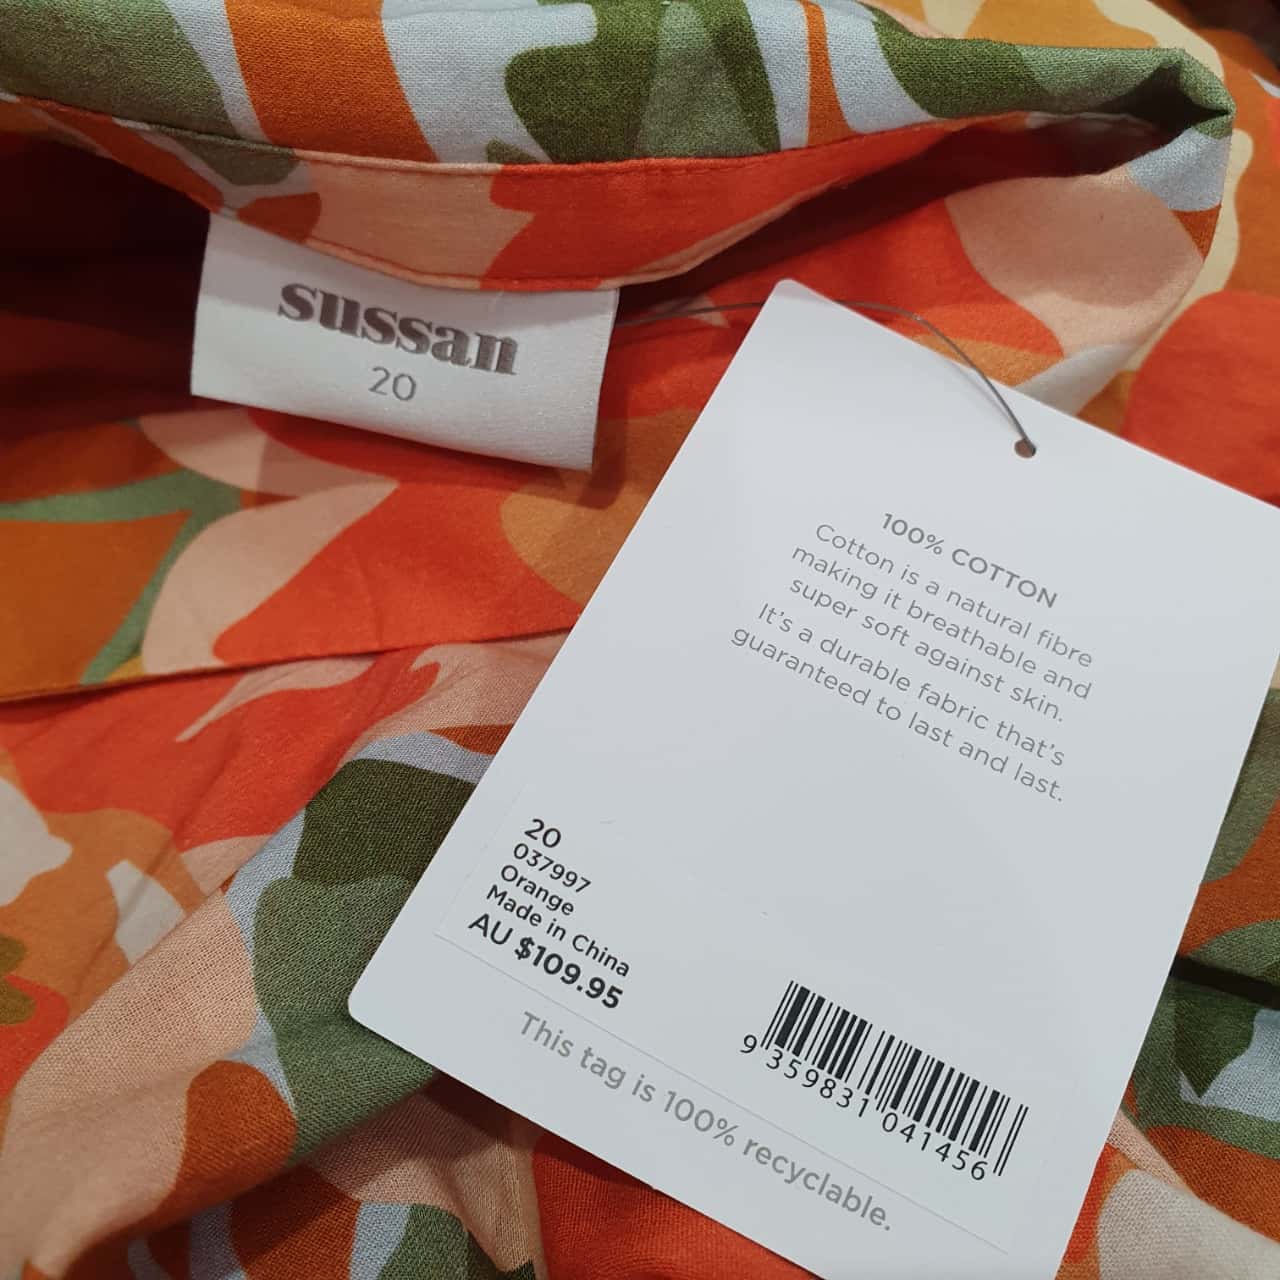 sussan
20
100% COTTON
Cotton is a natural fibre
making it breathable and
super soft against skin.
It's a durable fabric that's
guaranteed to last and last.
20
037997
Orange
Made in China
AU $109.95
9 359831 041456
This tag is 100% recyclable.